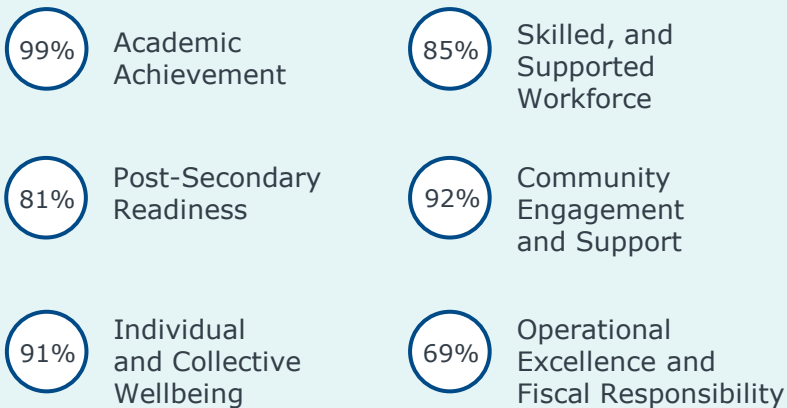 99%
Academic
Achievement
85%
Skilled, and
Supported
Workforce
81%
Post-Secondary
Readiness
92%
Community
Engagement
and Support
91%
Individual
and Collective
Wellbeing
69%
Operational
Excellence and
Fiscal Responsibility